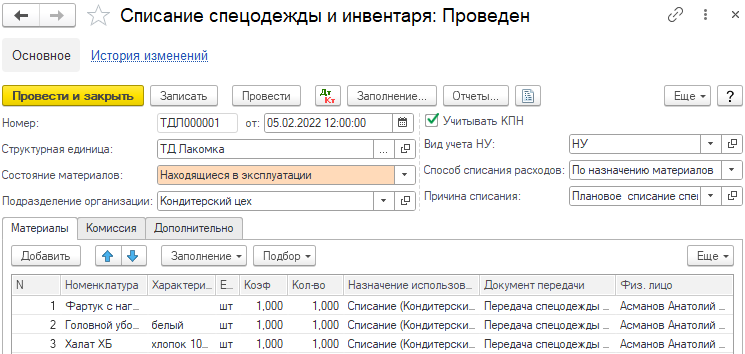 Списание спецодежды и инвентаря: Проведен
Основное История изменений
Провести и закрыть Записать Провести Дт Кт Заполнение... Отчеты... Еще ?
Номер: ТДЛ000001 от: 05.02.2022 12:00:00 Учитывать КПН
Структурная единица: ТД Лакомка ... Вид учета НУ: НУ
Состояние материалов: Находящиеся в эксплуатации Способ списания расходов: По назначению материалов
Подразделение организации: Кондитерский цех Причина списания: Плановое списание спец
Материалы Комиссия Дополнительно
Добавить Заполнение Подбор Еще
N Номенклатура Характери... Е... Коэф Кол-во Назначение использов... Документ передачи Физ. лицо
1 Фартук с наг... шт 1,000 1,000 Списание (Кондитерски... Передача спецодежды ... Асманов Анатолий ...
2 Головной убо... белый шт 1,000 1,000 Списание (Кондитерски... Передача спецодежды ... Асманов Анатолий ...
3 Халат ХБ хлопок 10... шт 1,000 1,000 Списание (Кондитерски... Передача спецодежды ... Асманов Анатолий ...